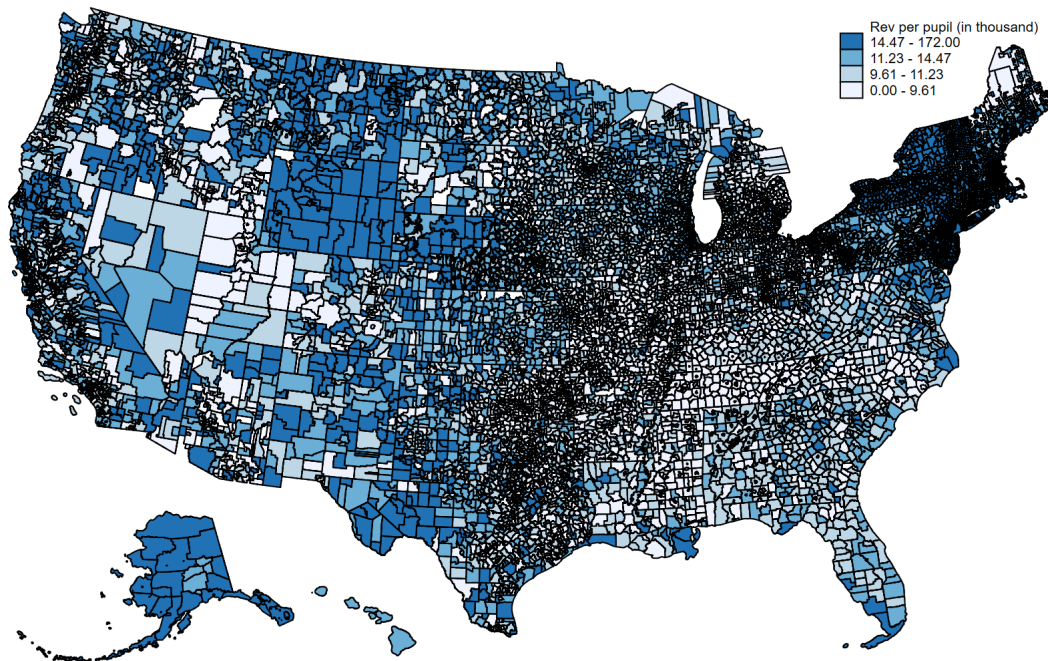 Rev per pupil (in thousand)
14.47 - 172.00
11.23 - 14.47
9.61 - 11.23
0.00 - 9.61